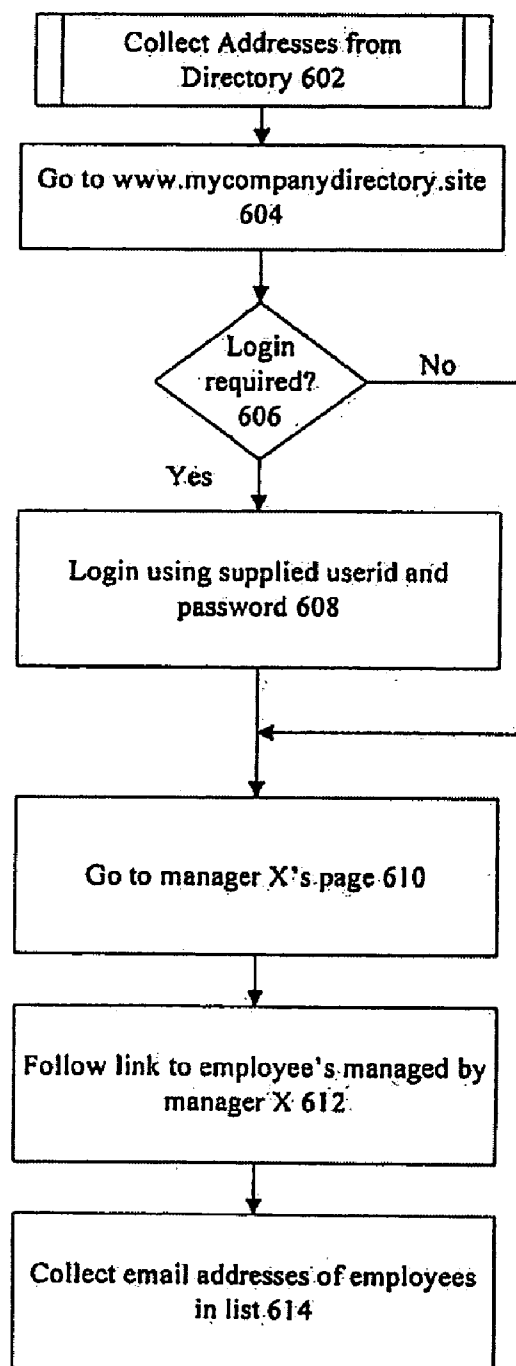 Collect Addresses from
Directory 602
Go to www.mycompanydirectory.site
604
Login
required?
606
No
Yes
Login using supplied userid and
password 608
Go to manager X's page 610
Follow link to employee's managed by
manager X 612
Collect email addresses of employees
in list 614